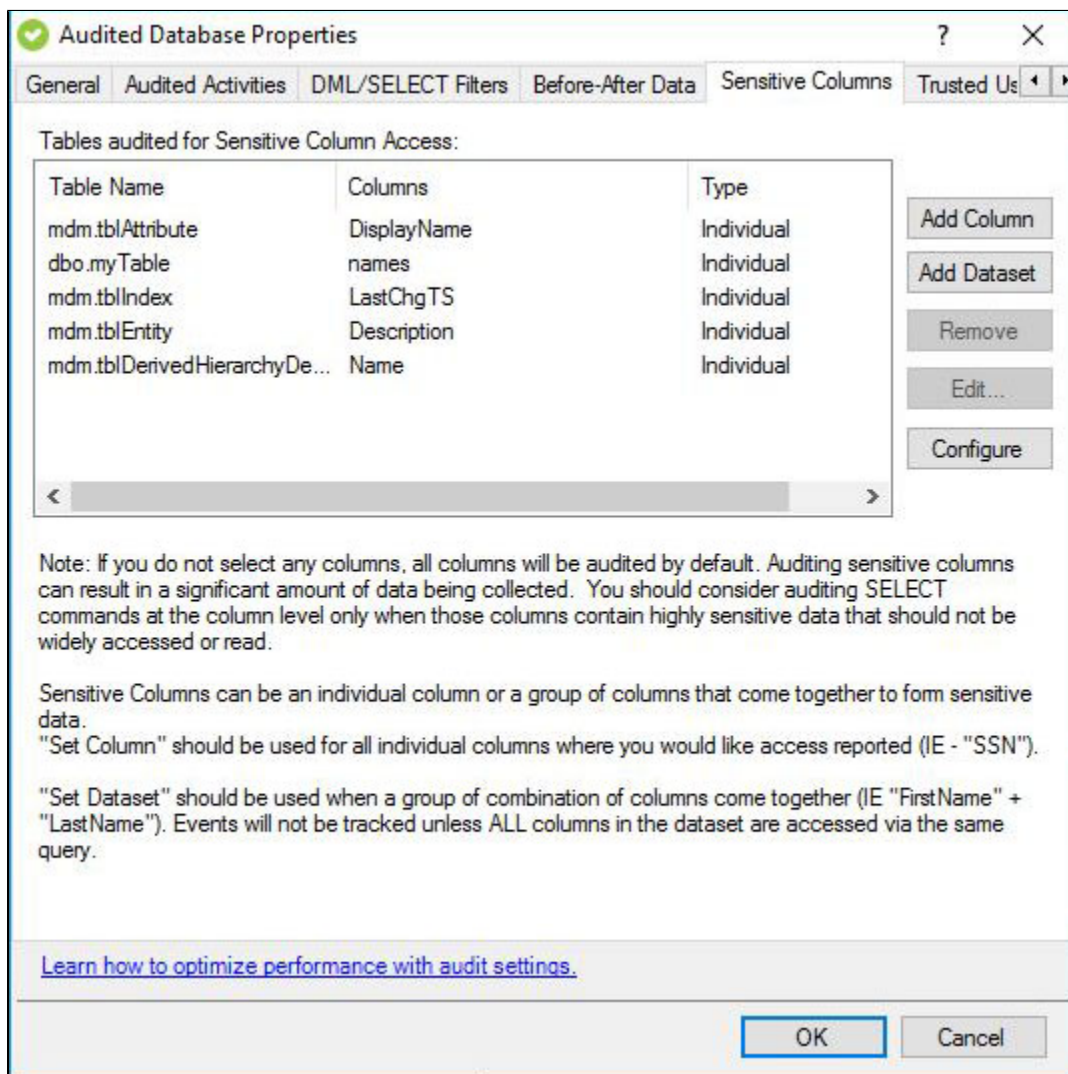 Audited Database Properties ? X
General Audited Activities DML/SELECT Filters Before-After Data Sensitive Columns Trusted Us
Tables audited for Sensitive Column Access:
Table Name Columns Type
mdm.tblAttribute DisplayName Individual
dbo.myTable names Individual
mdm.tblIndex LastChgTS Individual
mdm.tblEntity Description Individual
mdm.tblDerivedHierarchyDe... Name Individual
Add Column
Add Dataset
Remove
Edit...
Configure
Note: If you do not select any columns, all columns will be audited by default. Auditing sensitive columns
can result in a significant amount of data being collected. You should consider auditing SELECT
commands at the column level only when those columns contain highly sensitive data that should not be
widely accessed or read.
Sensitive Columns can be an individual column or a group of columns that come together to form sensitive
data.
"Set Column" should be used for all individual columns where you would like access reported (IE - "SSN").
"Set Dataset" should be used when a group of combination of columns come together (IE "FirstName" +
"LastName"). Events will not be tracked unless ALL columns in the dataset are accessed via the same
query.
Learn how to optimize performance with audit settings.
OK Cancel